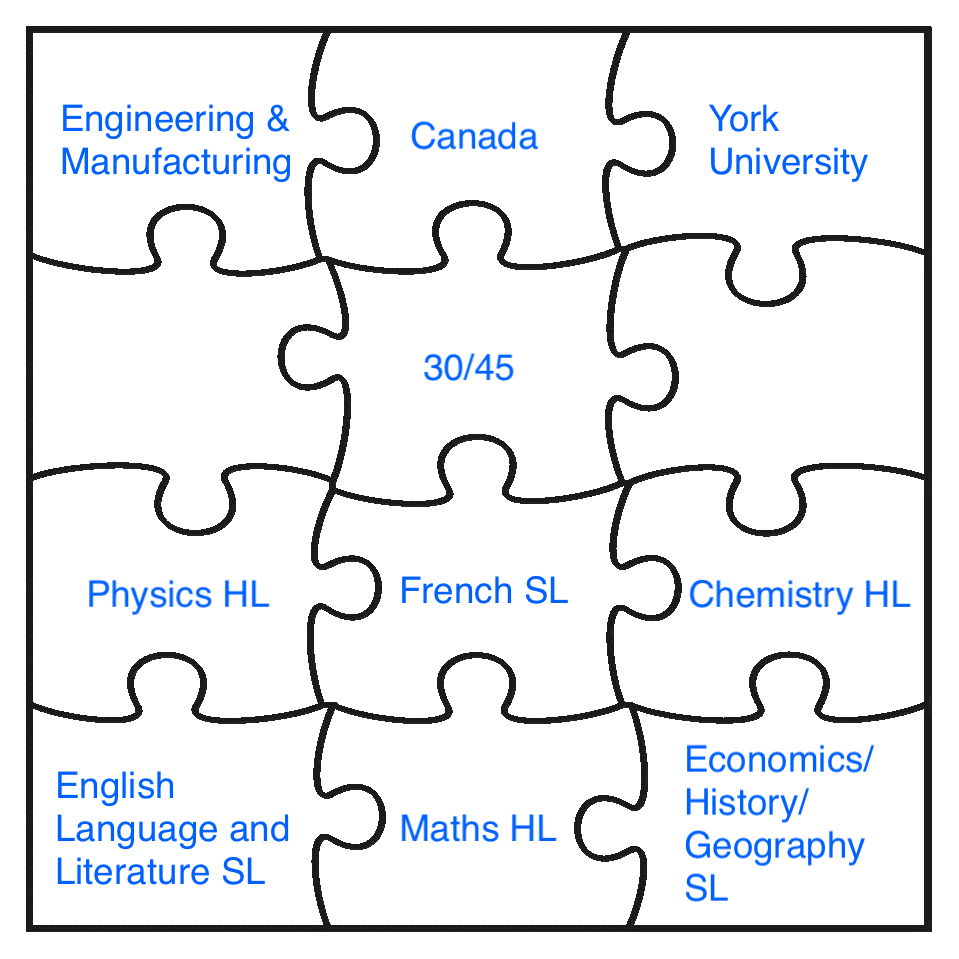 Engineering &
Manufacturing
Canada
York
University
30/45
Physics HL
French SL
Chemistry HL
English
Language and
Literature SL
Maths HL
Economics/
History/
Geography
SL